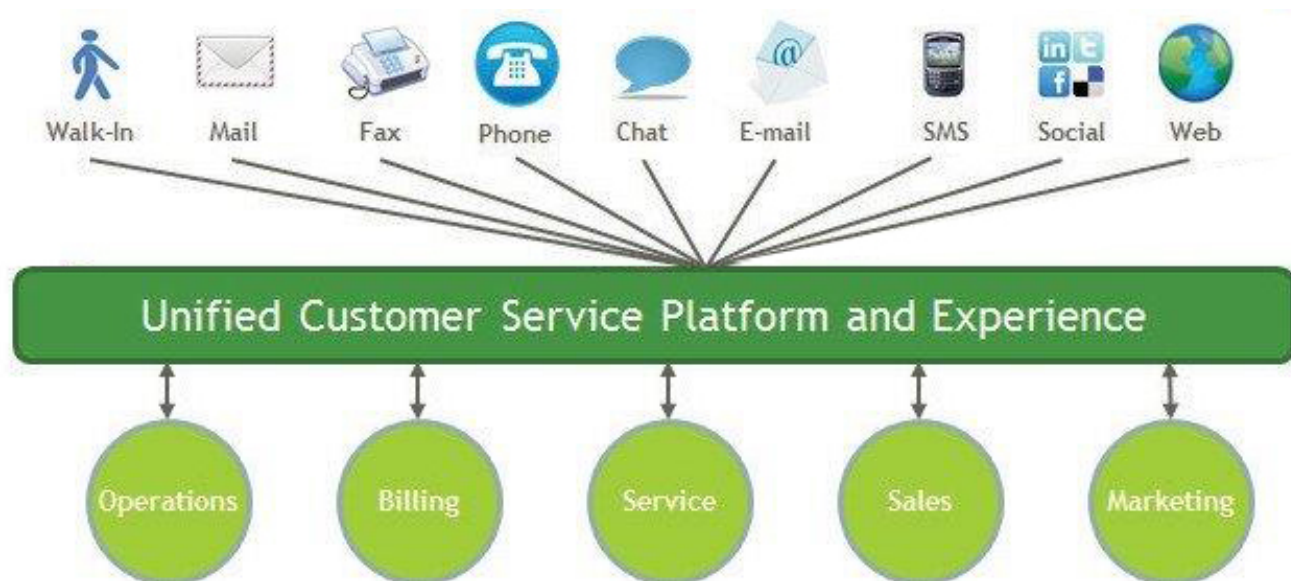 Walk-In
Mail
Fax
Phone
Chat
E-mail
SMS
Social
Web
Unified Customer Service Platform and Experience
Operations
Billing
Service
Sales
Marketing